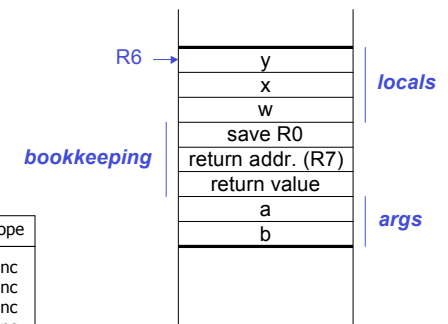 R6
y
x
w
locals
save R0
return addr. (R7)
return value
bookkeeping
a
b
args